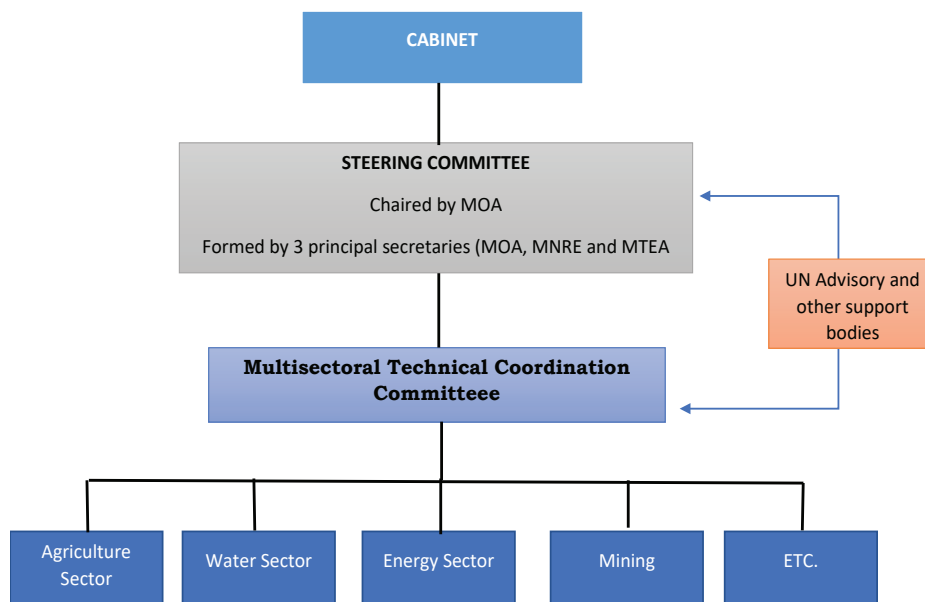 CABINET
STEERING COMMITTEE
Chaired by MOA
Formed by 3 principal secretaries (MOA, MNRE and MTEA
UN Advisory and
other support
bodies
Multisectoral Technical Coordination
Committeee
Agriculture
Sector
Water Sector
Energy Sector
Mining
ETC.